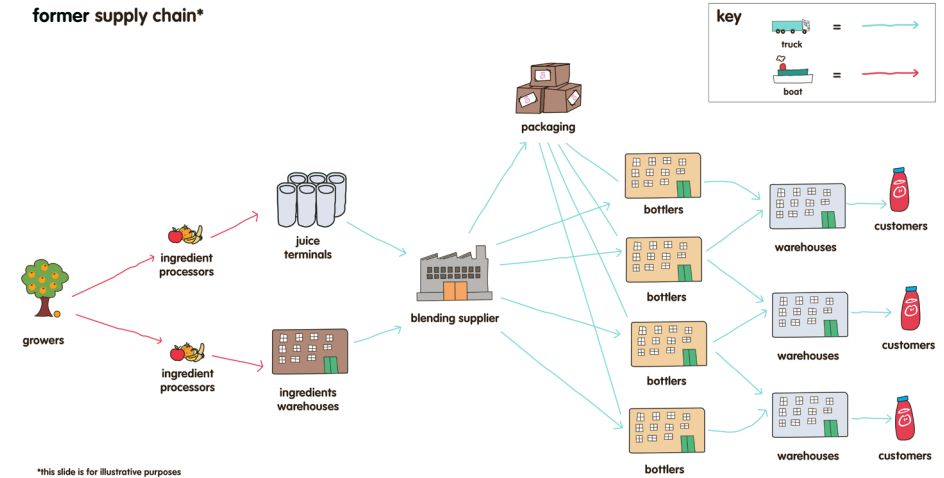 former supply chain*
key
truck
=
boat
=
packaging
bottlers
customers
juice
terminals
warehouses
ingredient
processors
bottlers
blending supplier
growers
customers
warehouses
ingredient
processors
bottlers
ingredients
warehouses
bottlers
warehouses
customers
*this slide is for illustrative purposes